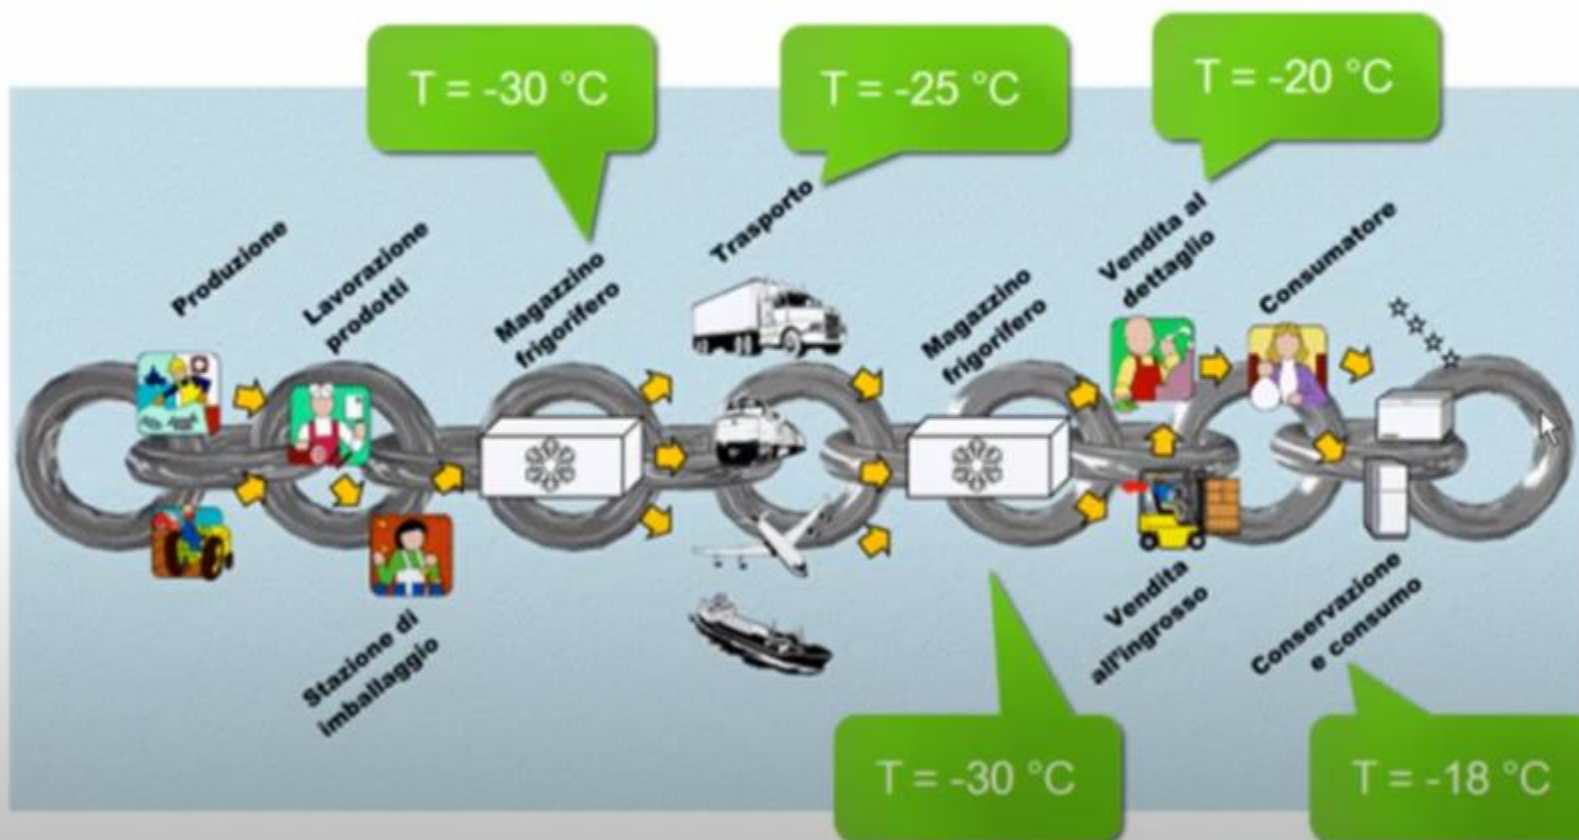 T = -30 °C
T = -25 °C
T = -20 °C
Produzione
Lavorazione
prodotti
Magazzino
frigorifero
Trasporto
Magazzino
frigorifero
Vendita al
dettaglio
Consumatore
Stazione di
imballaggio
Vendita
all'ingrosso
Conservazione
e consumo
T = -30 °C
T = -18 °C